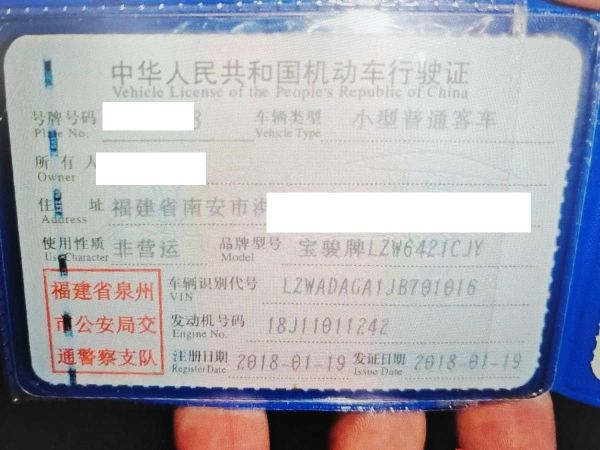 中华人民共和国机动车行驶证
Vehicle License of the People's Republic of China
号牌号码 车辆类型 小型普通客车
Plate No. Vehicle Type
所有人
Owner
住址 福建省南安市
Address
使用性质 非营运 品牌型号 宝骏牌LZW6421CJY
Use Character Model
福建省泉州 车辆识别代号 LZWADAGA1JB701016
VIN
市公安局交 发动机号码 18J11011242
Engine No.
通警察支队 注册日期 2018-01-19 发证日期 2018-01-19
Register Date Issue Date